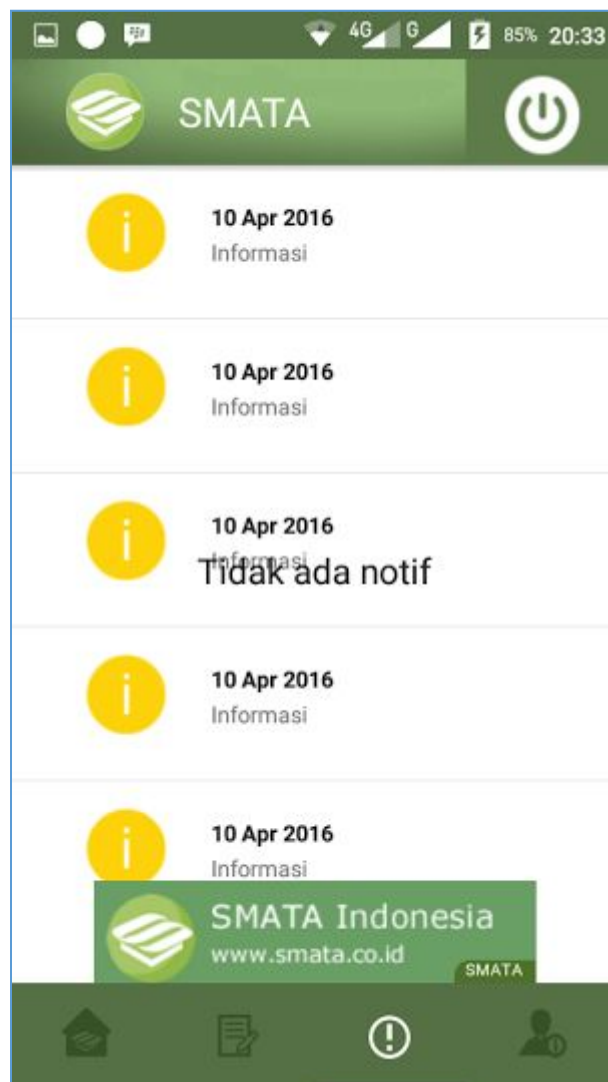 4G G 85% 20:33
SMATA
10 Apr 2016
Informasi
10 Apr 2016
Informasi
10 Apr 2016
Informasi
Tidak ada notif
10 Apr 2016
Informasi
10 Apr 2016
Informasi
SMATA Indonesia
www.smata.co.id
SMATA